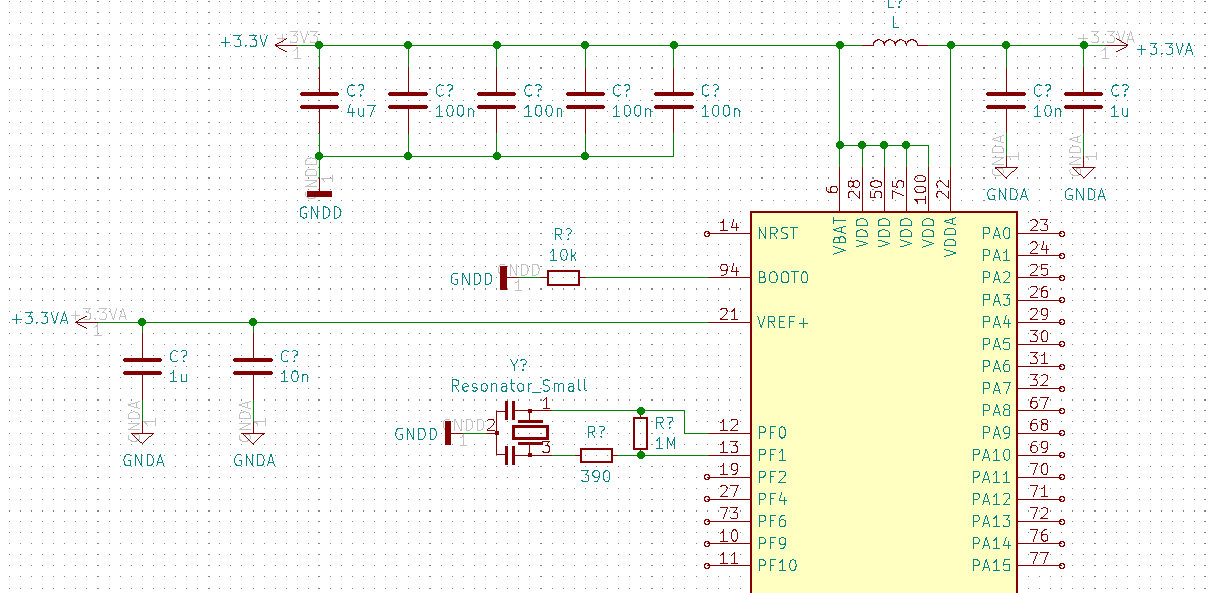 L?
L
+3.3V
+3V3
1
+3.3VA
1
+3.3VA
C?
4u7
C?
100n
C?
100n
C?
100n
C?
100n
C?
10n
C?
1u
GNDD
1
GNDD
GNDA
1
GNDA
GNDA
1
GNDA
6
28
50
75
100
22
VBAT
VDD
VDD
VDD
VDD
VDDA
14
NRST
R?
10k
GNDD
GNDD
1
94
BOOT0
+3.3VA
+3.3VA
1
21
VREF+
C?
1u
C?
10n
GNDA
1
GNDA
GNDA
1
GNDA
Y?
Resonator_Small
GNDD
GNDD
1
2
1
3
R?
390
R?
1M
12
PF0
13
PF1
19
PF2
27
PF4
73
PF6
10
PF9
11
PF10
PA0
23
PA1
24
PA2
25
PA3
26
PA4
29
PA5
30
PA6
31
PA7
32
PA8
67
PA9
68
PA10
69
PA11
70
PA12
71
PA13
72
PA14
76
PA15
77